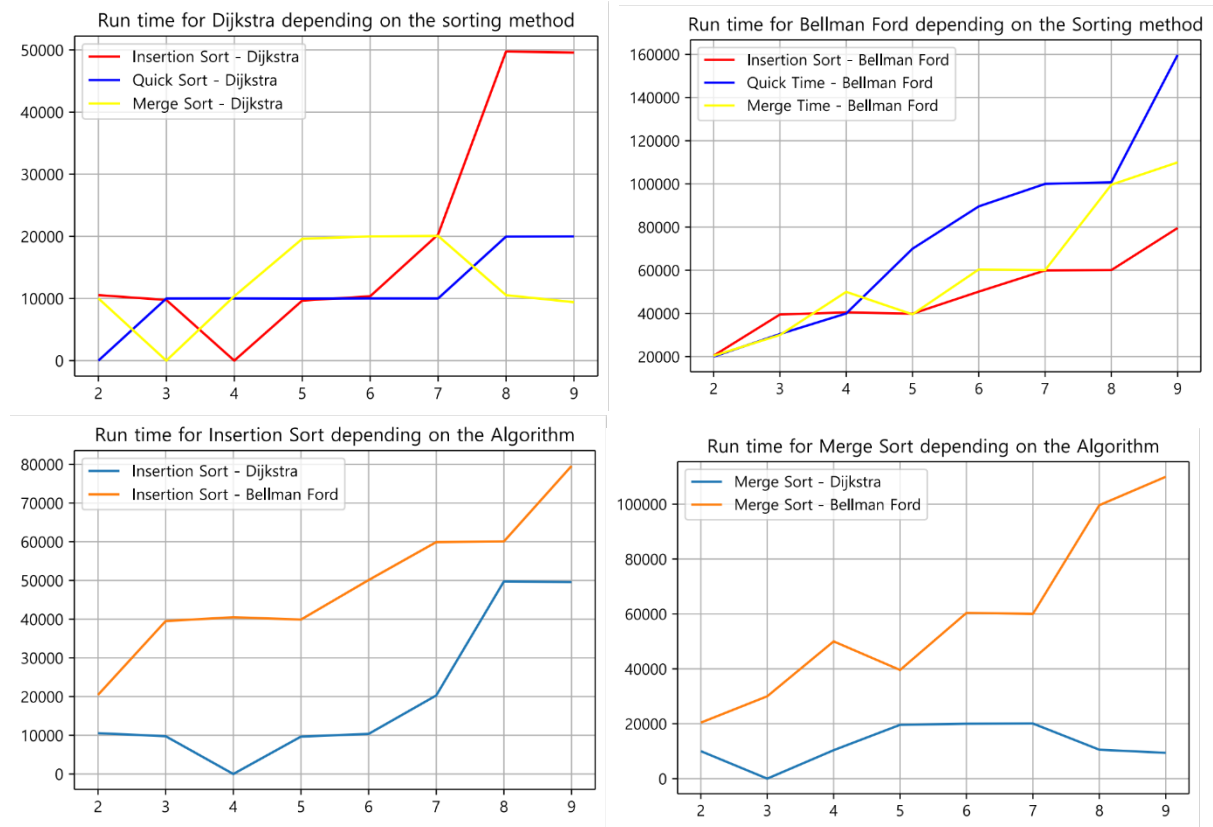 Run time for Dijkstra depending on the sorting method
50000
40000
30000
20000
10000
0
Insertion Sort - Dijkstra
Quick Sort - Dijkstra
Merge Sort - Dijkstra
2 3 4 5 6 7 8 9
Run time for Bellman Ford depending on the Sorting method
160000
140000
120000
100000
80000
60000
40000
20000
Insertion Sort - Bellman Ford
Quick Time - Bellman Ford
Merge Time - Bellman Ford
2 3 4 5 6 7 8 9
Run time for Insertion Sort depending on the Algorithm
80000
70000
60000
50000
40000
30000
20000
10000
0
Insertion Sort - Dijkstra
Insertion Sort - Bellman Ford
2 3 4 5 6 7 8 9
Run time for Merge Sort depending on the Algorithm
100000
80000
60000
40000
20000
0
Merge Sort - Dijkstra
Merge Sort - Bellman Ford
2 3 4 5 6 7 8 9